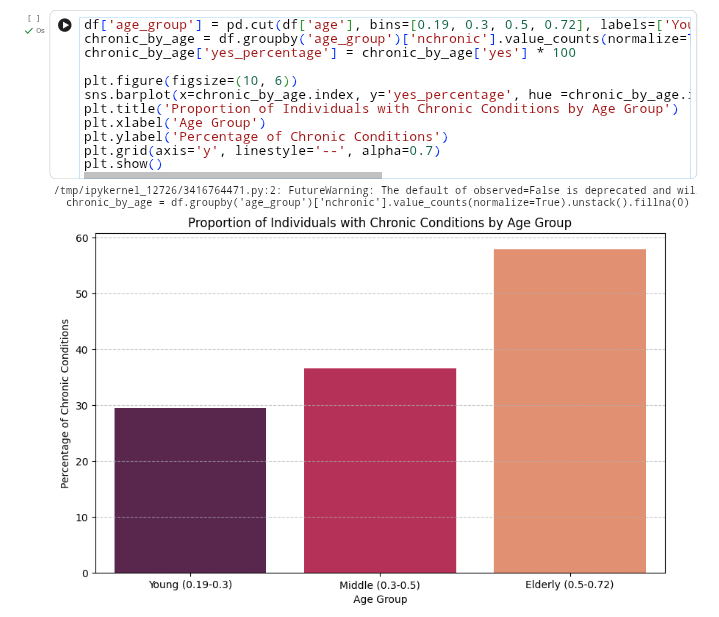 [ ]
0s
df['age_group'] = pd.cut(df['age'], bins=[0.19, 0.3, 0.5, 0.72], labels=['You
chronic_by_age = df.groupby('age_group')['nchronic'].value_counts(normalize=T
chronic_by_age['yes_percentage'] = chronic_by_age['yes'] * 100
plt.figure(figsize=(10, 6))
sns.barplot(x=chronic_by_age.index, y='yes_percentage', hue =chronic_by_age.i
plt.title('Proportion of Individuals with Chronic Conditions by Age Group')
plt.xlabel('Age Group')
plt.ylabel('Percentage of Chronic Conditions')
plt.grid(axis='y', linestyle='--', alpha=0.7)
plt.show()
/tmp/ipykernel_12726/3416764471.py:2: FutureWarning: The default of observed=False is deprecated and wil
chronic_by_age = df.groupby('age_group')['nchronic'].value_counts(normalize=True).unstack().fillna(0)
Proportion of Individuals with Chronic Conditions by Age Group
Percentage of Chronic Conditions
60
50
40
30
20
10
0
Young (0.19-0.3)
Middle (0.3-0.5)
Elderly (0.5-0.72)
Age Group